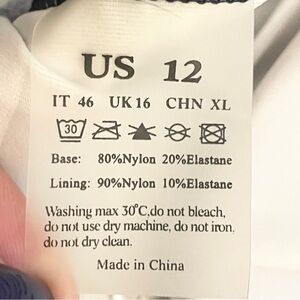 US 12
IT 46 UK16 CHN XL
30
Base: 80%Nylon 20%Elastane
Lining: 90%Nylon 10%Elastane
Washing max 30°C,do not bleach,
do not use dry machine, do not iron,
do not dry clean.
Made in China